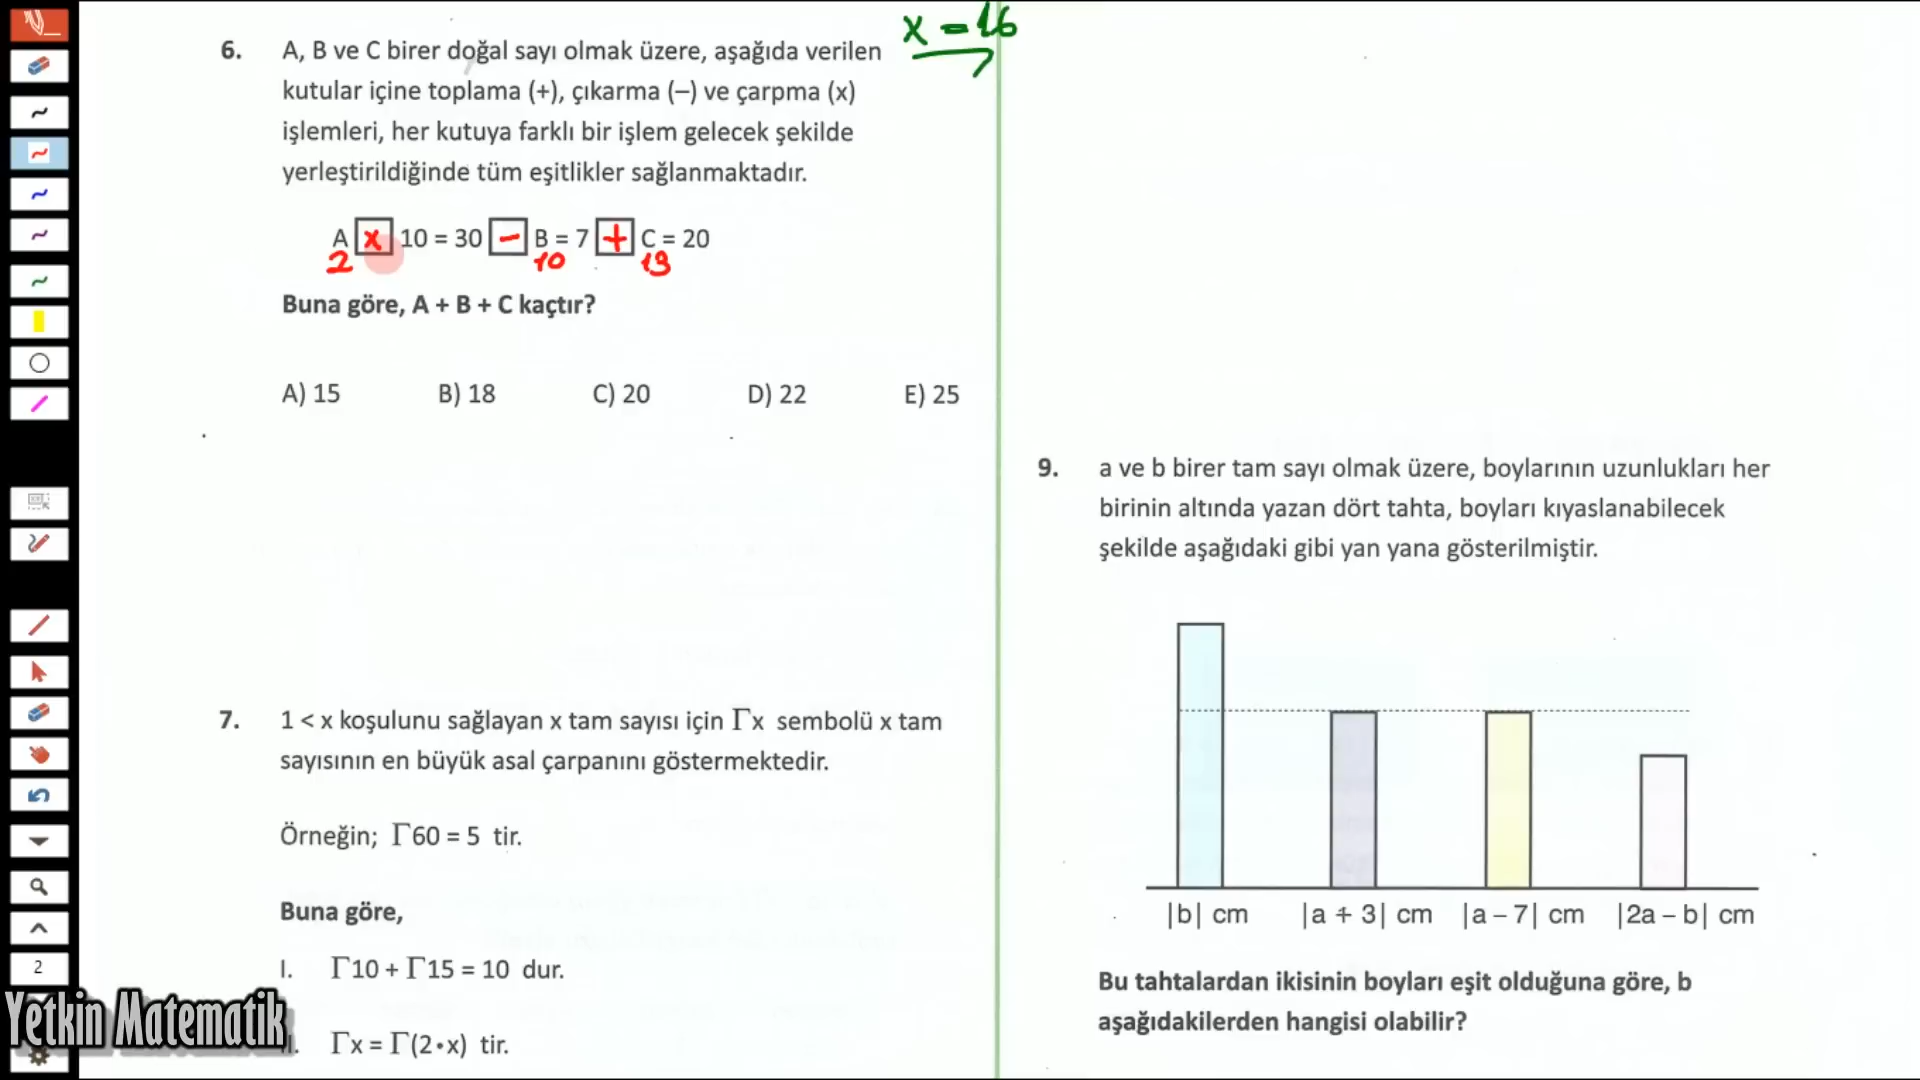 x = 16
6. A, B ve C birer doğal sayı olmak üzere, aşağıda verilen
kutular içine toplama (+), çıkarma (–) ve çarpma (x)
işlemleri, her kutuya farklı bir işlem gelecek şekilde
yerleştirildiğinde tüm eşitlikler sağlanmaktadır.
A x 10 = 30 – B = 7 + C = 20
2 10 13
Buna göre, A + B + C kaçtır?
A) 15 B) 18 C) 20 D) 22 E) 25
7. 1 < x koşulunu sağlayan x tam sayısı için Γx sembolü x tam
sayısının en büyük asal çarpanını göstermektedir.
Örneğin; Γ60 = 5 tir.
Buna göre,
I. Γ10 + Γ15 = 10 dur.
Γx = Γ(2•x) tir.
9. a ve b birer tam sayı olmak üzere, boylarının uzunlukları her
birinin altında yazan dört tahta, boyları kıyaslanabilecek
şekilde aşağıdaki gibi yan yana gösterilmiştir.
|b| cm |a + 3| cm |a – 7| cm |2a – b| cm
Bu tahtalardan ikisinin boyları eşit olduğuna göre, b
aşağıdakilerden hangisi olabilir?
2
Yetkin Matematik